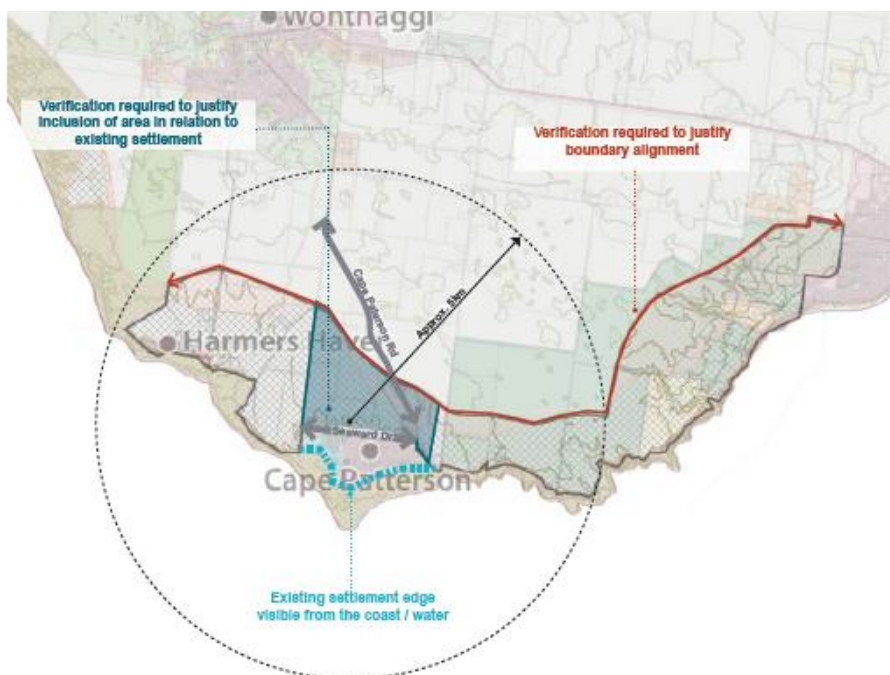 Wonthaggi
Verification required to justify
inclusion of area in relation to
existing settlement
Verification required to justify
boundary alignment
Cape Paterson Rd
Approx. 5km
Harmers Haven
Seaward Dr
Cape Patterson
Existing settlement edge
visible from the coast / water